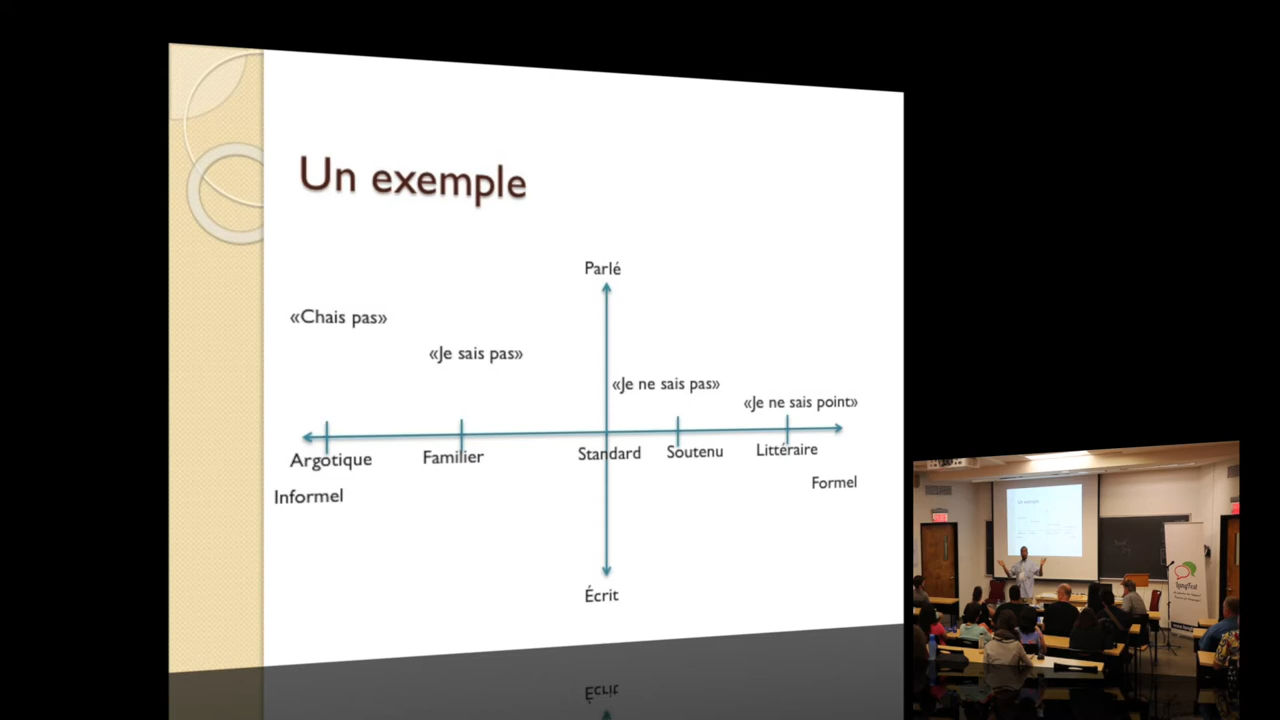 Un exemple
Parlé
«Chais pas»
«Je sais pas»
«Je ne sais pas»
«Je ne sais point»
Argotique
Familier
Standard
Soutenu
Littéraire
Informel
Formel
Écrit
LangFest